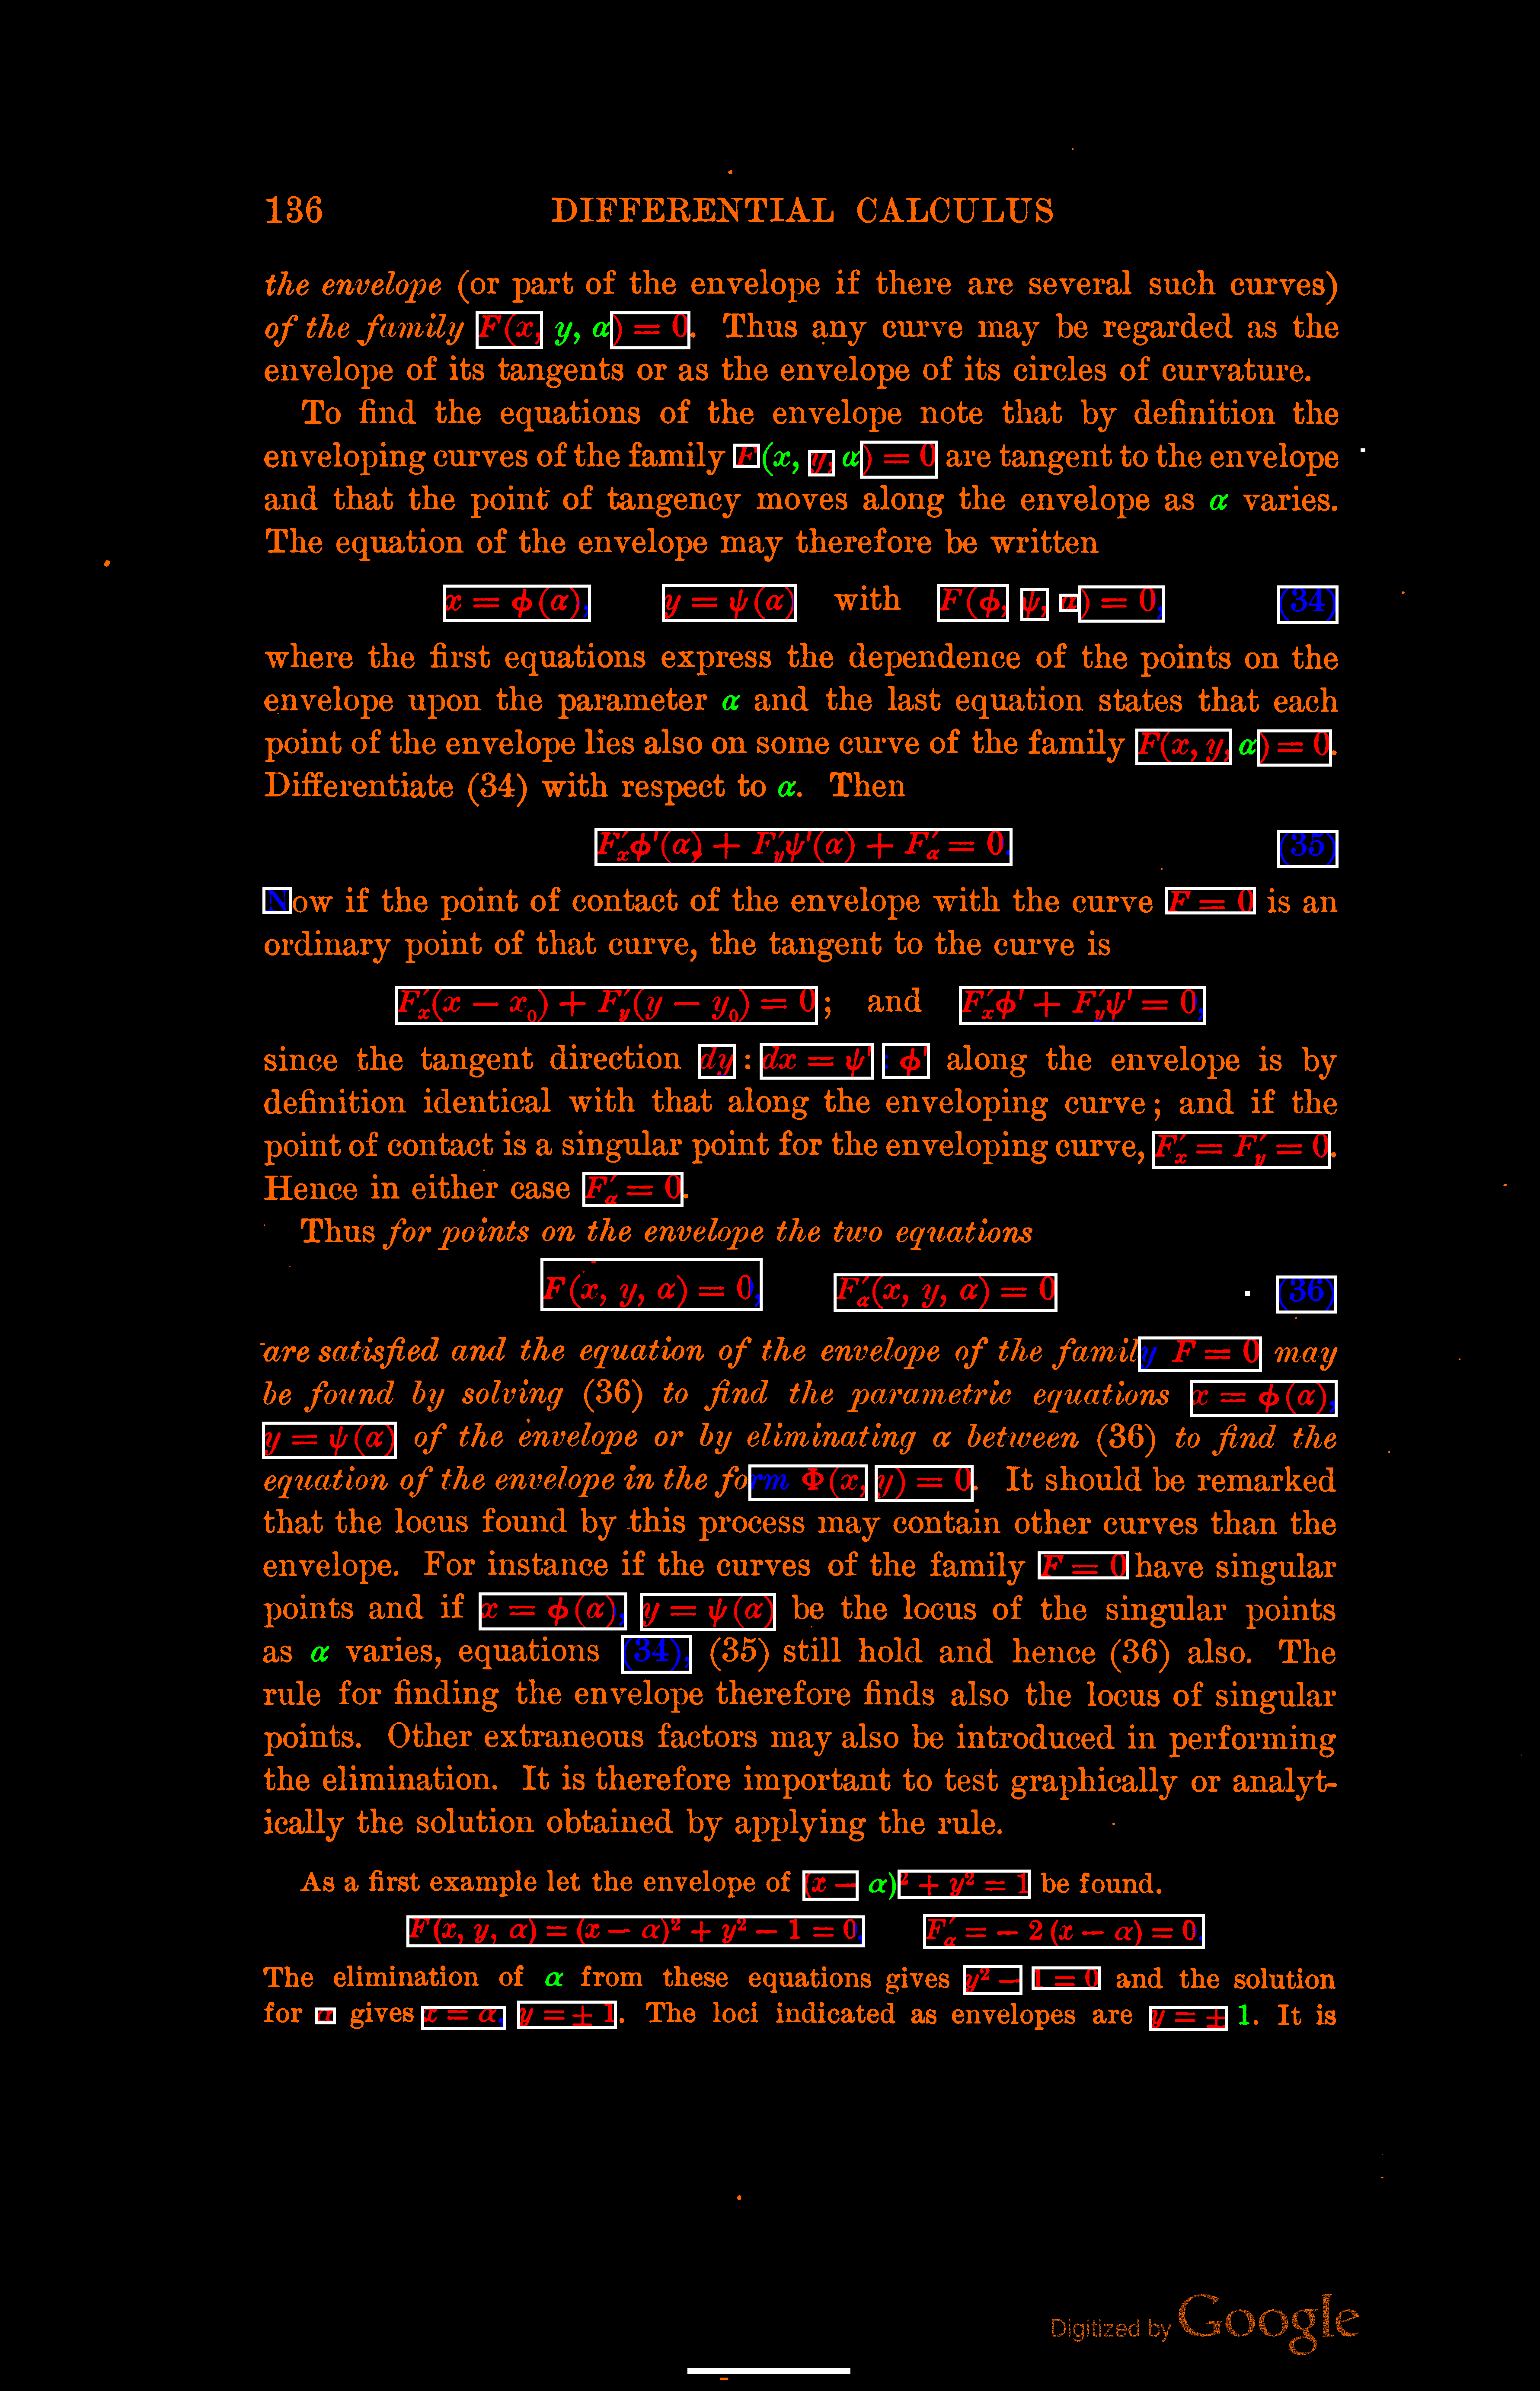 136 DIFFERENTIAL CALCULUS
the envelope (or part of the envelope if there are several such curves)
of the family F(x, y, α) = 0. Thus any curve may be regarded as the
envelope of its tangents or as the envelope of its circles of curvature.
To find the equations of the envelope note that by definition the
enveloping curves of the family F(x, y, α) = 0 are tangent to the envelope
and that the point of tangency moves along the envelope as α varies.
The equation of the envelope may therefore be written
x = ϕ(α), y = ψ(α) with F(ϕ, ψ, α) = 0, (34)
where the first equations express the dependence of the points on the
envelope upon the parameter α and the last equation states that each
point of the envelope lies also on some curve of the family F(x, y, α) = 0.
Differentiate (34) with respect to α. Then
F′ₓϕ′(α) + F′ᵧψ′(α) + F′α = 0. (35)
Now if the point of contact of the envelope with the curve F = 0 is an
ordinary point of that curve, the tangent to the curve is
F′ₓ(x − x₀) + F′ᵧ(y − y₀) = 0; and F′ₓϕ′ + F′ᵧψ′ = 0,
since the tangent direction dy : dx = ψ′ : ϕ′ along the envelope is by
definition identical with that along the enveloping curve; and if the
point of contact is a singular point for the enveloping curve, F′ₓ = F′ᵧ = 0.
Hence in either case F′α = 0.
Thus for points on the envelope the two equations
F(x, y, α) = 0, F′α(x, y, α) = 0 (36)
are satisfied and the equation of the envelope of the family F = 0 may
be found by solving (36) to find the parametric equations x = ϕ(α),
y = ψ(α) of the envelope or by eliminating α between (36) to find the
equation of the envelope in the form Φ(x, y) = 0. It should be remarked
that the locus found by this process may contain other curves than the
envelope. For instance if the curves of the family F = 0 have singular
points and if x = ϕ(α), y = ψ(α) be the locus of the singular points
as α varies, equations (34), (35) still hold and hence (36) also. The
rule for finding the envelope therefore finds also the locus of singular
points. Other extraneous factors may also be introduced in performing
the elimination. It is therefore important to test graphically or analyt-
ically the solution obtained by applying the rule.
As a first example let the envelope of (x − α)² + y² = 1 be found.
F(x, y, α) = (x − α)² + y² − 1 = 0, F′α = − 2 (x − α) = 0.
The elimination of α from these equations gives y² − 1 = 0 and the solution
for α gives x = α, y = ± 1. The loci indicated as envelopes are y = ± 1. It is
Digitized by Google